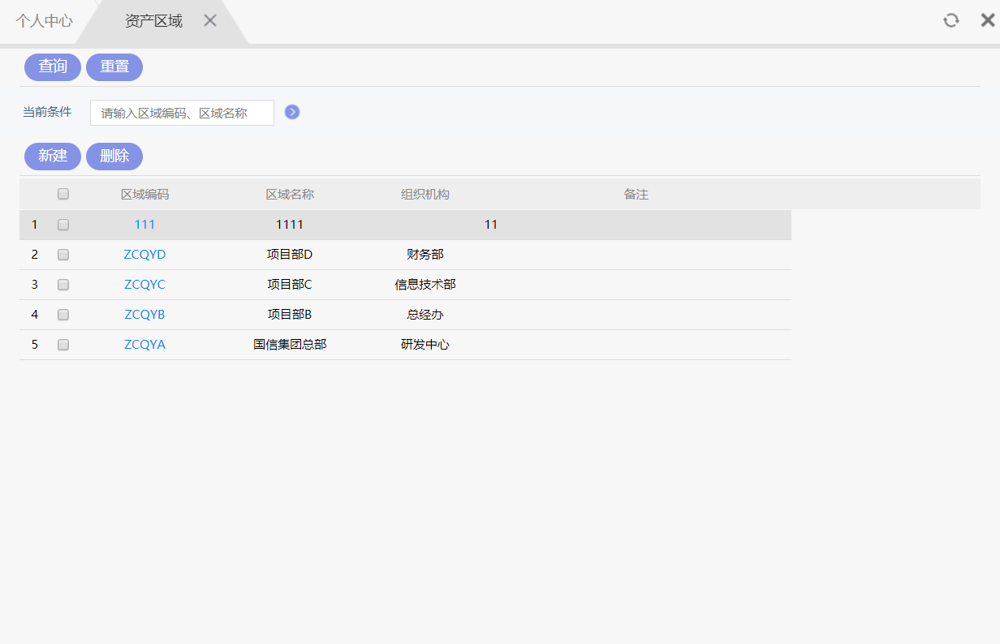 个人中心 资产区域
查询 重置
当前条件 请输入区域编码、区域名称
新建 删除
区域编码 区域名称 组织机构 备注
1 111 1111 11
2 ZCQYD 项目部D 财务部
3 ZCQYC 项目部C 信息技术部
4 ZCQYB 项目部B 总经办
5 ZCQYA 国信集团总部 研发中心